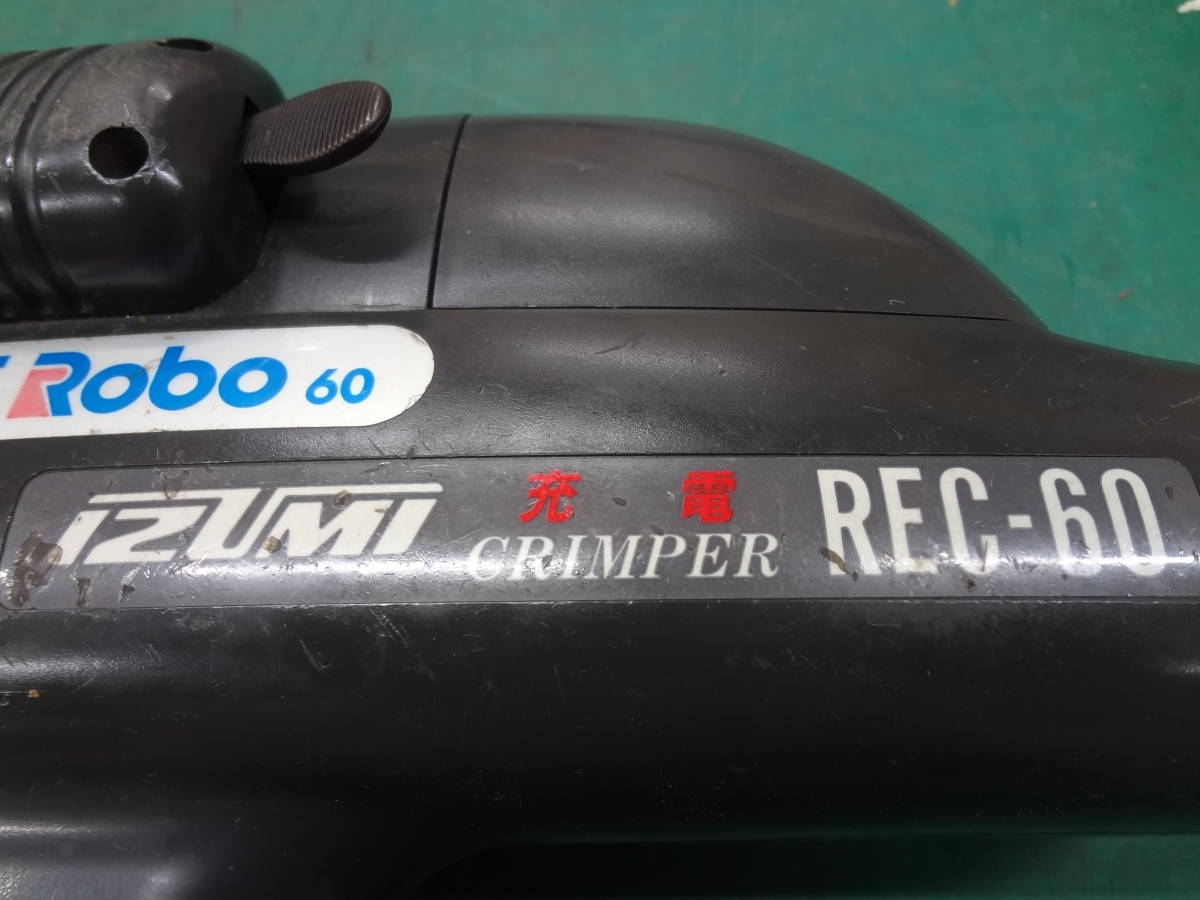 Robo 60
IZUMI 充電 CRIMPER REC-60